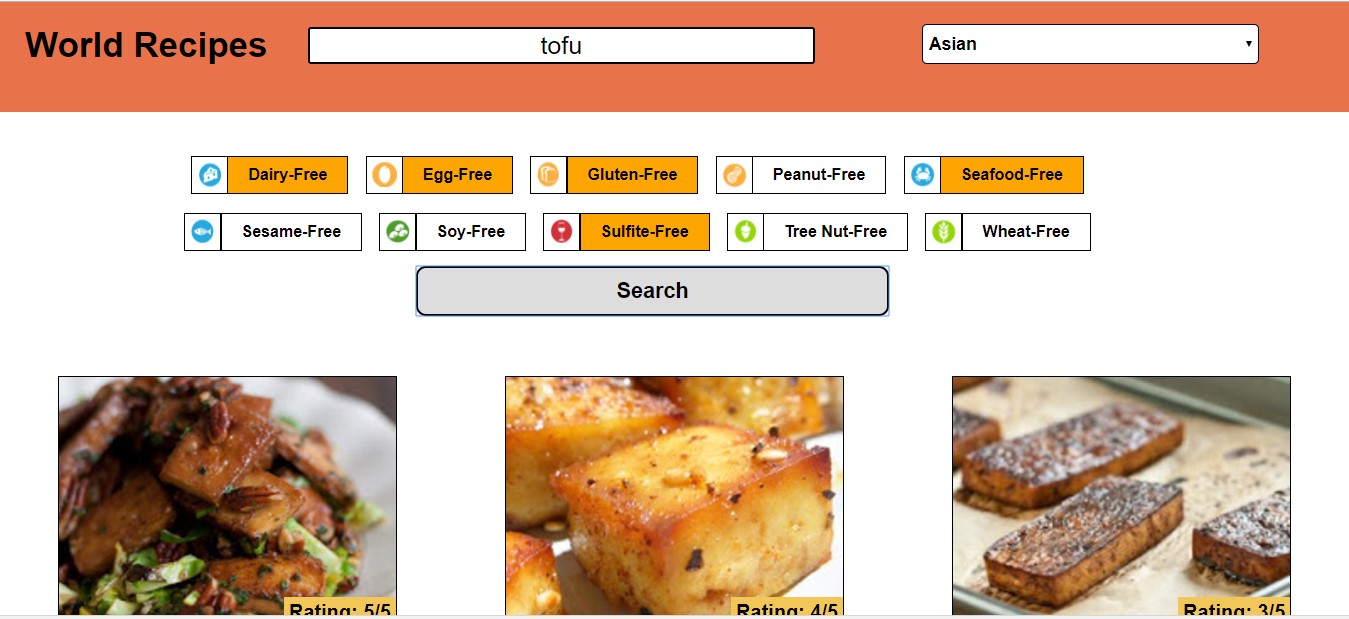 World Recipes
tofu
Asian
Dairy-Free
Egg-Free
Gluten-Free
Peanut-Free
Seafood-Free
Sesame-Free
Soy-Free
Sulfite-Free
Tree Nut-Free
Wheat-Free
Search
Rating: 5/5
Rating: 4/5
Rating: 3/5